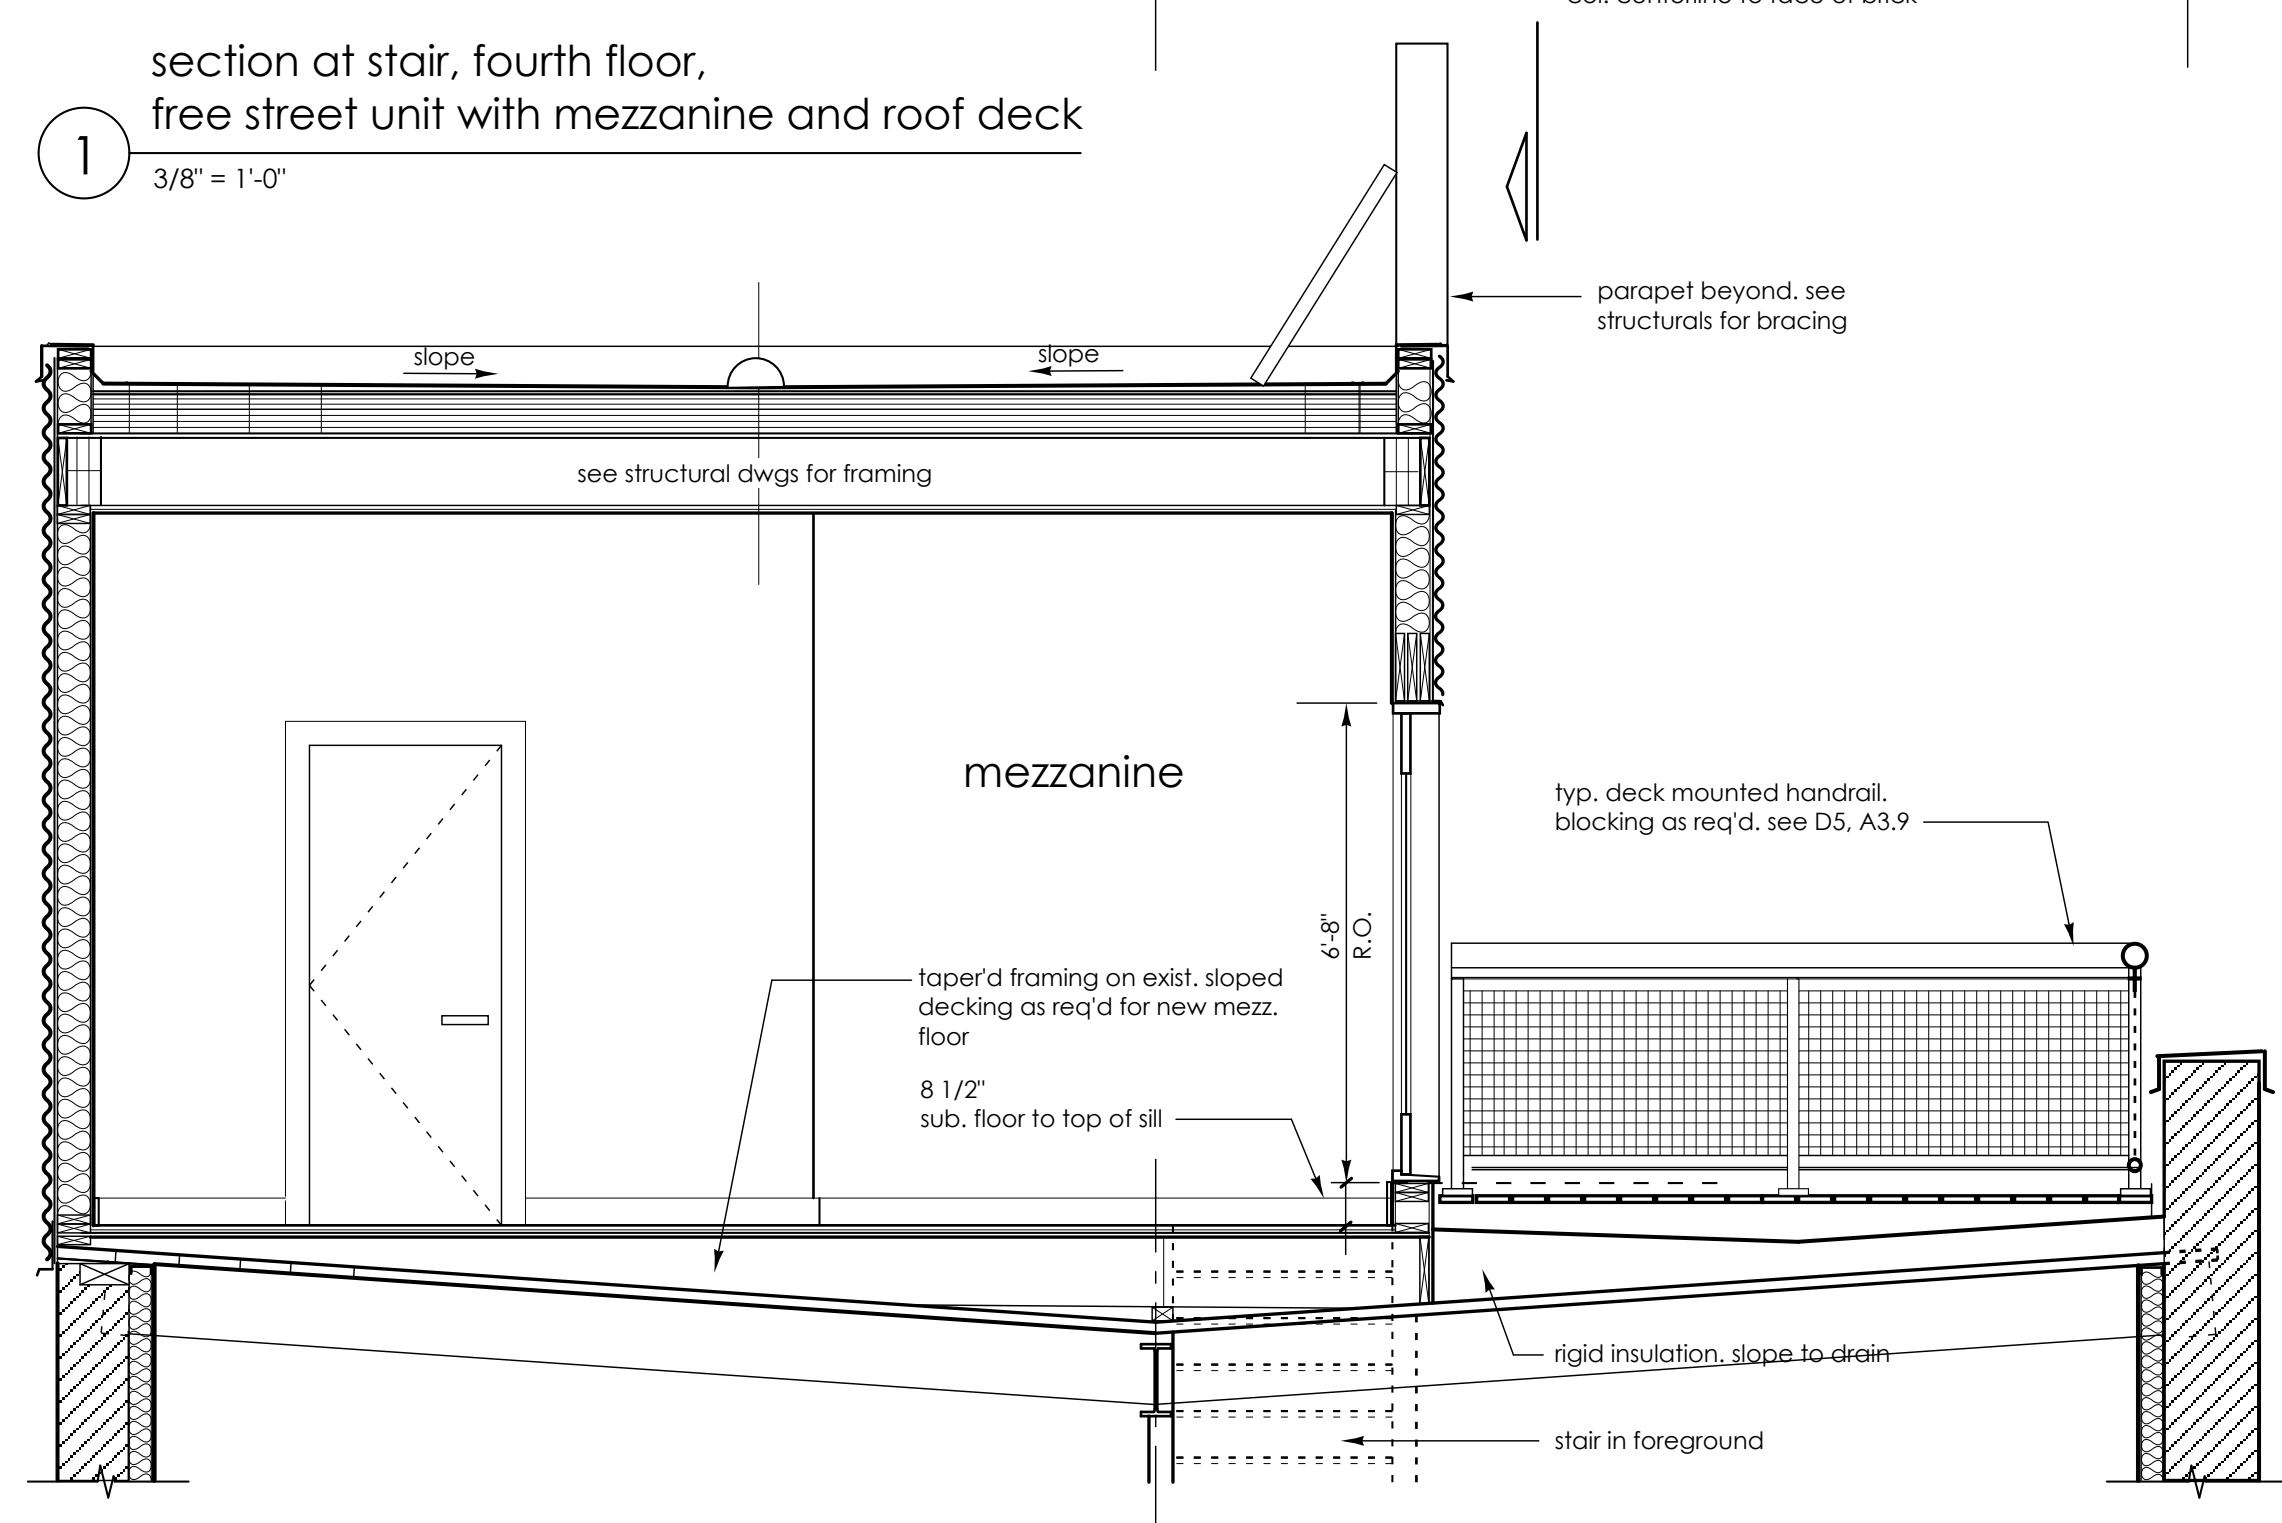 section at stair, fourth floor,
free street unit with mezzanine and roof deck
1
3/8" = 1'-0"
parapet beyond. see
structurals for bracing
slope
slope
see structural dwgs for framing
mezzanine
typ. deck mounted handrail.
blocking as req'd. see D5, A3.9
6'-8"
R.O.
taper'd framing on exist. sloped
decking as req'd for new mezz.
floor
8 1/2"
sub. floor to top of sill
rigid insulation. slope to drain
stair in foreground